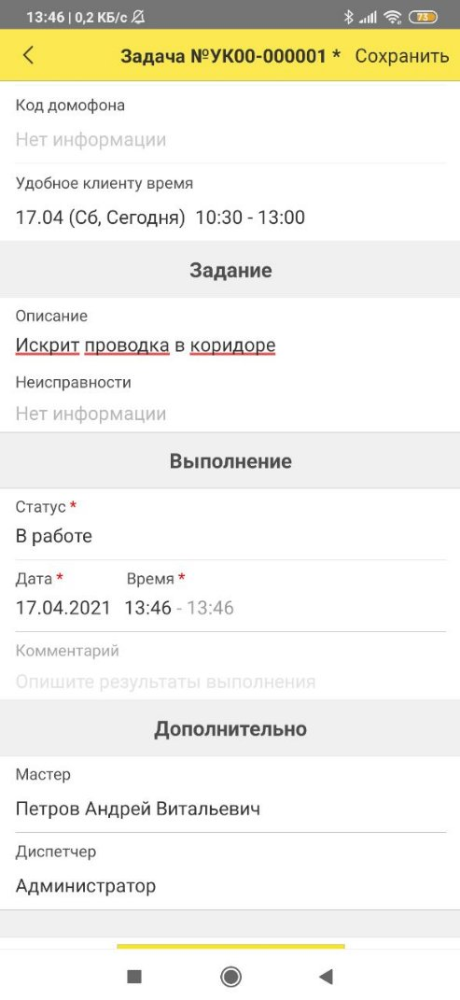 13:46 | 0,2 КБ/с
73
Задача №УК00-000001 * Сохранить
Код домофона
Нет информации
Удобное клиенту время
17.04 (Сб, Сегодня) 10:30 - 13:00
Задание
Описание
Искрит проводка в коридоре
Неисправности
Нет информации
Выполнение
Статус *
В работе
Дата * Время *
17.04.2021 13:46 - 13:46
Комментарий
Опишите результаты выполнения
Дополнительно
Мастер
Петров Андрей Витальевич
Диспетчер
Администратор